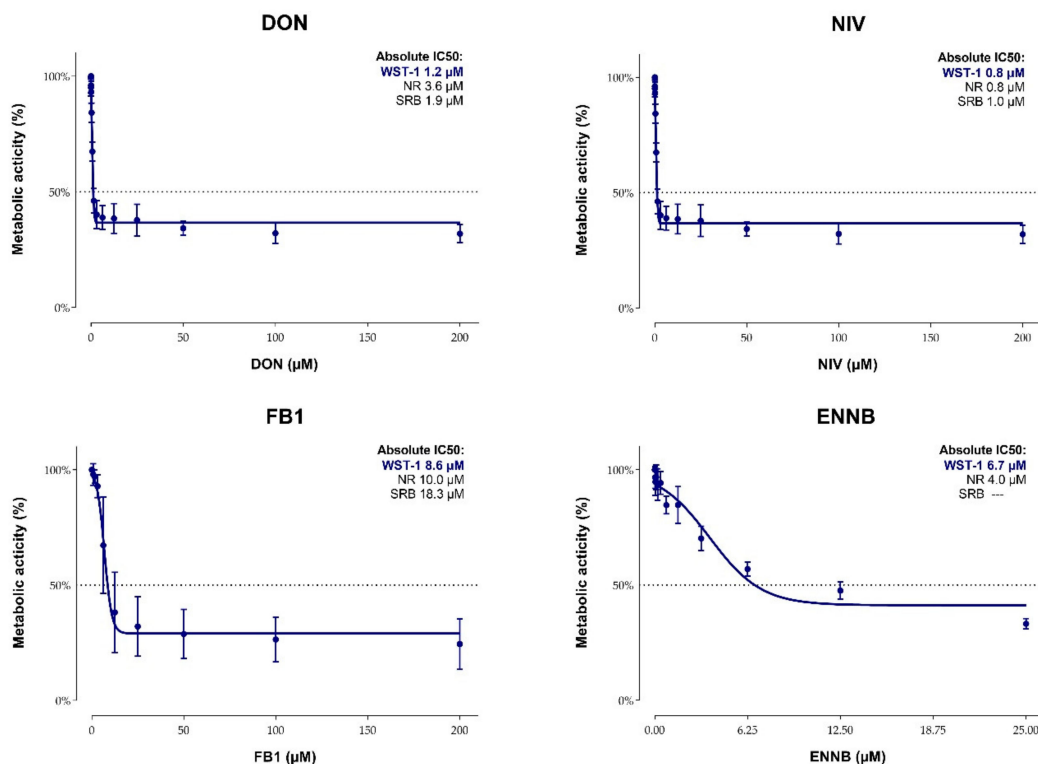 DON
Absolute IC50:
WST-1 1.2 µM
NR 3.6 µM
SRB 1.9 µM
100%
50%
0%
Metabolic acticity (%)
0
50
100
150
200
DON (µM)
NIV
Absolute IC50:
WST-1 0.8 µM
NR 0.8 µM
SRB 1.0 µM
100%
50%
0%
Metabolic activity (%)
0
50
100
150
200
NIV (µM)
FB1
Absolute IC50:
WST-1 8.6 µM
NR 10.0 µM
SRB 18.3 µM
100%
50%
0%
Metabolic activity (%)
0
50
100
150
200
FB1 (µM)
ENNB
Absolute IC50:
WST-1 6.7 µM
NR 4.0 µM
SRB ---
100%
50%
0%
Metabolic activity (%)
0.00
6.25
12.50
18.75
25.00
ENNB (µM)